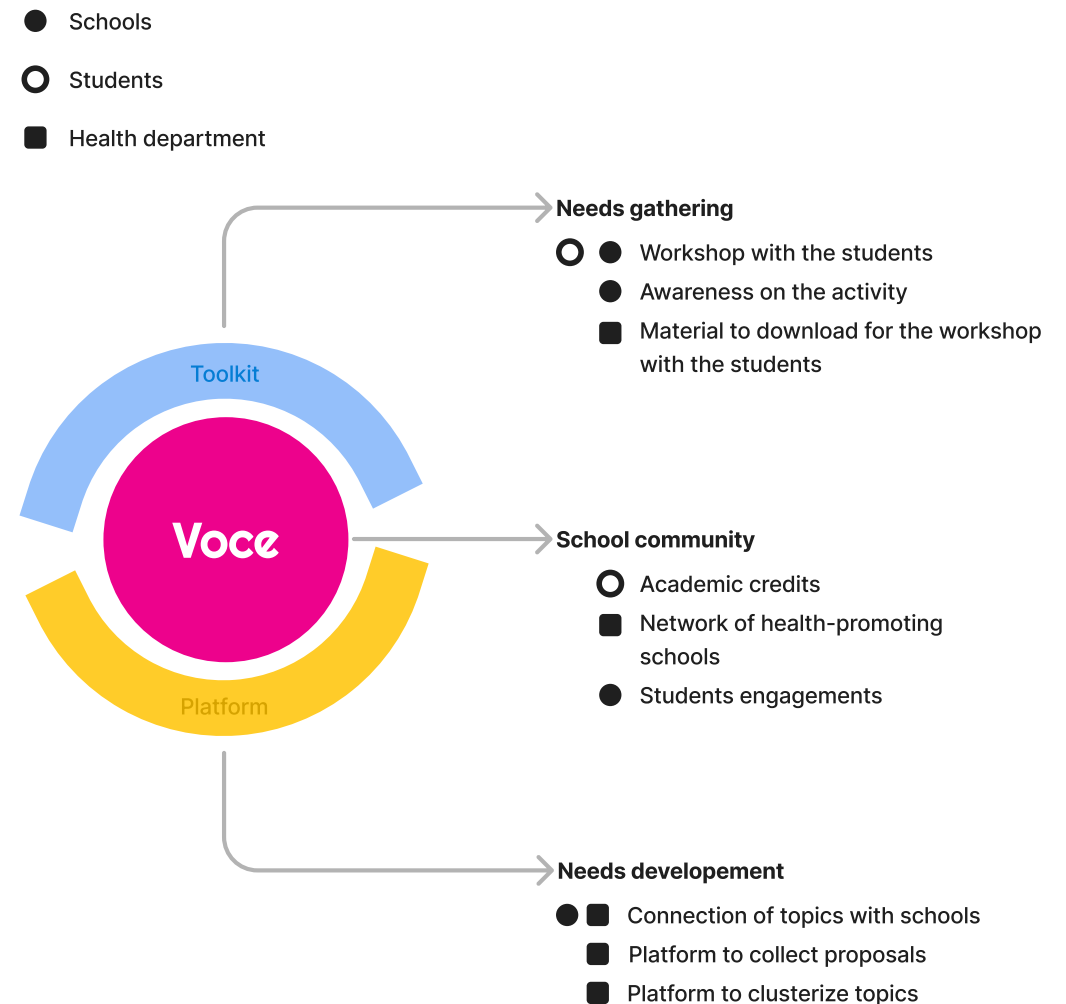 Schools
Students
Health department
Needs gathering
Workshop with the students
Awareness on the activity
Material to download for the workshop
with the students
Toolkit
Voce
School community
Academic credits
Network of health-promoting
schools
Students engagements
Platform
Needs developement
Connection of topics with schools
Platform to collect proposals
Platform to clusterize topics